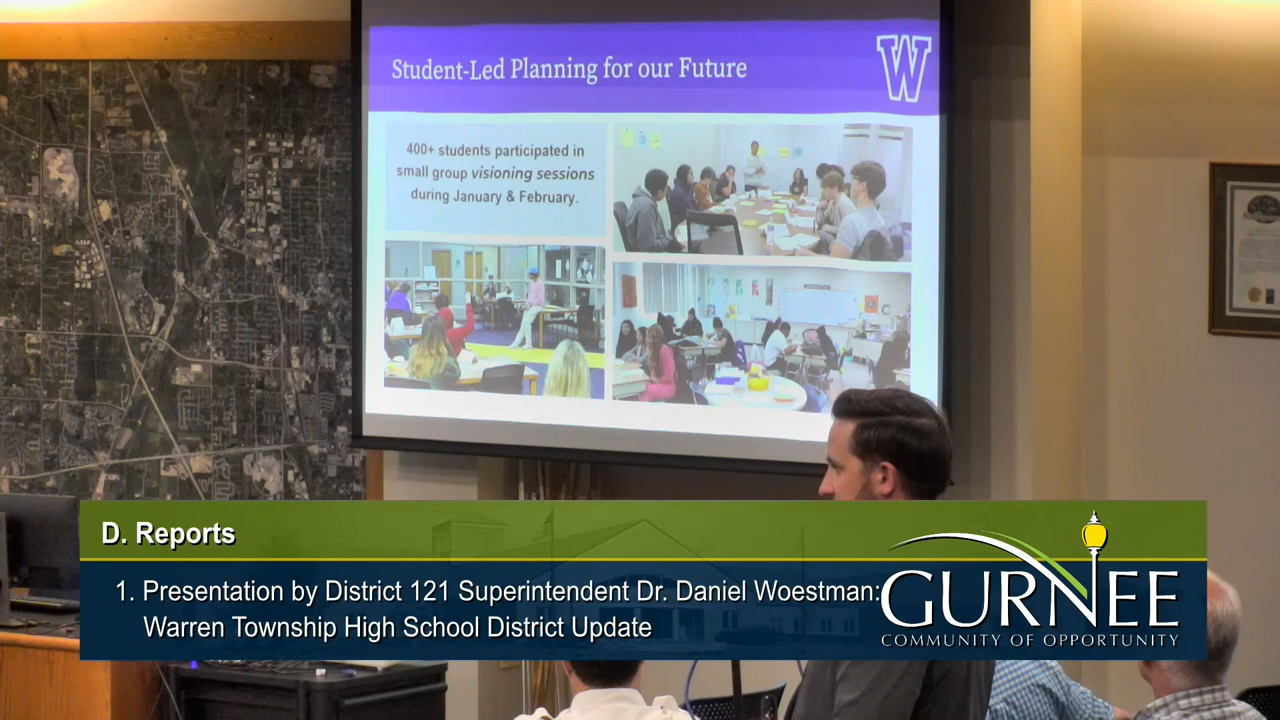 Student-Led Planning for our Future
W
400+ students participated in
small group visioning sessions
during January & February.
D. Reports
1. Presentation by District 121 Superintendent Dr. Daniel Woestman:
Warren Township High School District Update
GURNEE
COMMUNITY OF OPPORTUNITY